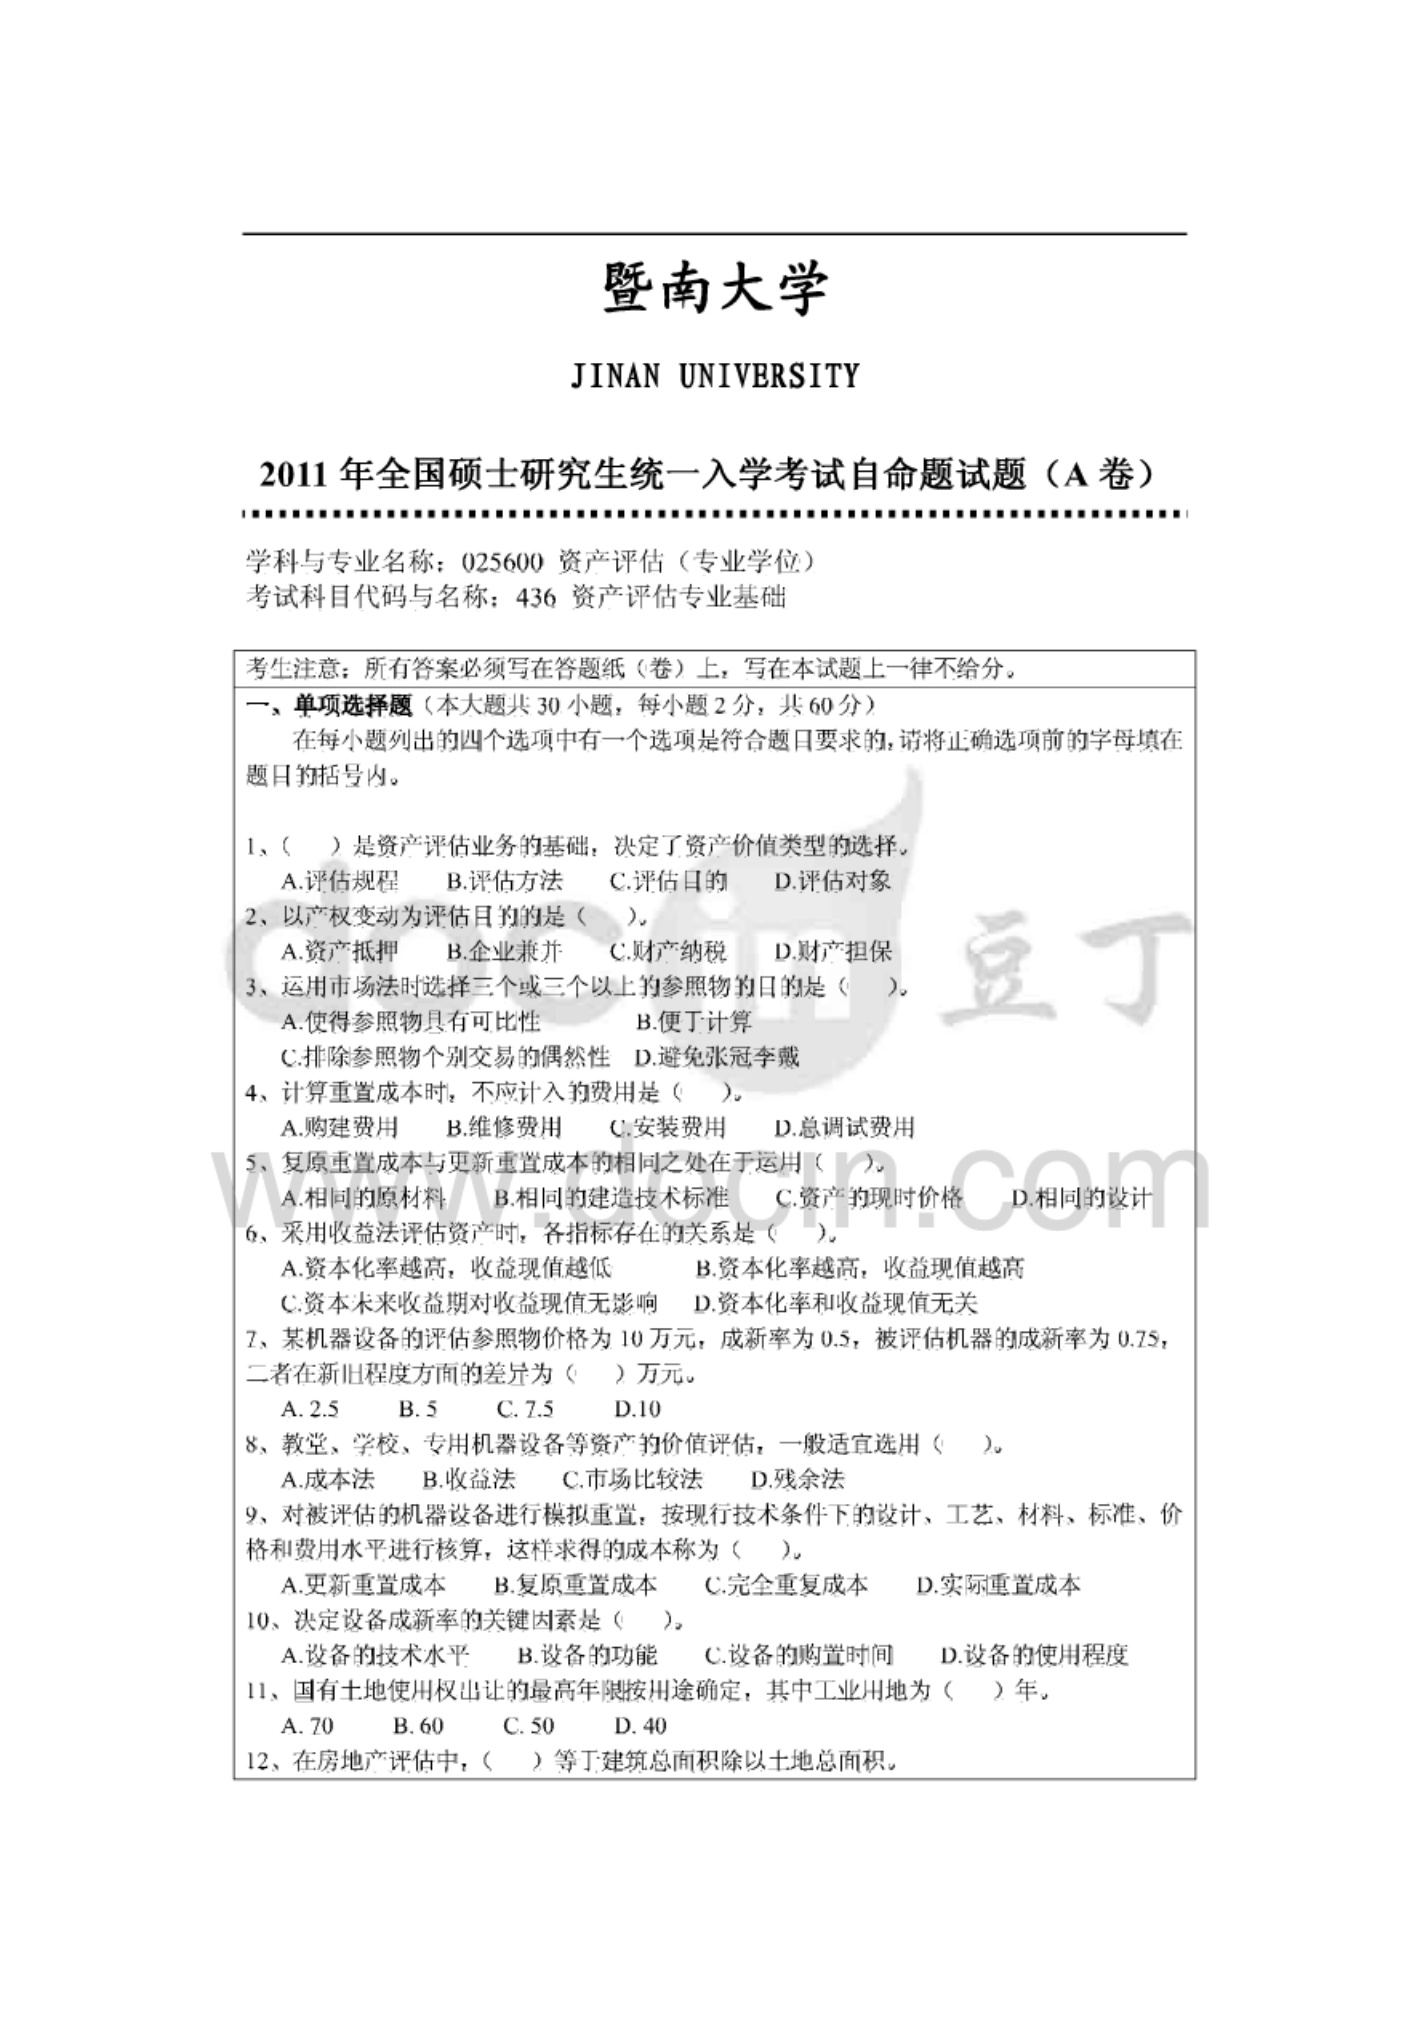 暨南大学
JINAN UNIVERSITY
2011 年全国硕士研究生统一入学考试自命题试题（A 卷）
学科与专业名称：025600 资产评估（专业学位）
考试科目代码与名称：436 资产评估专业基础
考生注意：所有答案必须写在答题纸（卷）上，写在本试题上一律不给分。
一、单项选择题（本大题共 30 小题，每小题 2 分，共 60 分）
在每小题列出的四个选项中有一个选项是符合题目要求的，请将正确选项前的字母填在
题目的括号内。
1、（ ）是资产评估业务的基础，决定了资产价值类型的选择。
A.评估规程 B.评估方法 C.评估目的 D.评估对象
2、以产权变动为评估目的的是（ ）。
A.资产抵押 B.企业兼并 C.财产纳税 D.财产担保
3、运用市场法时选择三个或三个以上的参照物的目的是（ ）。
A.使得参照物具有可比性 B.便于计算
C.排除参照物个别交易的偶然性 D.避免张冠李戴
4、计算重置成本时，不应计入的费用是（ ）。
A.购建费用 B.维修费用 C.安装费用 D.总调试费用
5、复原重置成本与更新重置成本的相同之处在于运用（ ）。
A.相同的原材料 B.相同的建造技术标准 C.资产的现时价格 D.相同的设计
6、采用收益法评估资产时，各指标存在的关系是（ ）。
A.资本化率越高，收益现值越低 B.资本化率越高，收益现值越高
C.资本未来收益期对收益现值无影响 D.资本化率和收益现值无关
7、某机器设备的评估参照物价格为 10 万元，成新率为 0.5，被评估机器的成新率为 0.75，
二者在新旧程度方面的差异为（ ）万元。
A. 2.5 B. 5 C. 7.5 D.10
8、教堂、学校、专用机器设备等资产的价值评估，一般适宜选用（ ）。
A.成本法 B.收益法 C.市场比较法 D.残余法
9、对被评估的机器设备进行模拟重置，按现行技术条件下的设计、工艺、材料、标准、价
格和费用水平进行核算，这样求得的成本称为（ ）。
A.更新重置成本 B.复原重置成本 C.完全重复成本 D.实际重置成本
10、决定设备成新率的关键因素是（ ）。
A.设备的技术水平 B.设备的功能 C.设备的购置时间 D.设备的使用程度
11、国有土地使用权出让的最高年限按用途确定，其中工业用地为（ ）年。
A. 70 B. 60 C. 50 D. 40
12、在房地产评估中，（ ）等于建筑总面积除以土地总面积。
docin 豆丁
www.docin.com